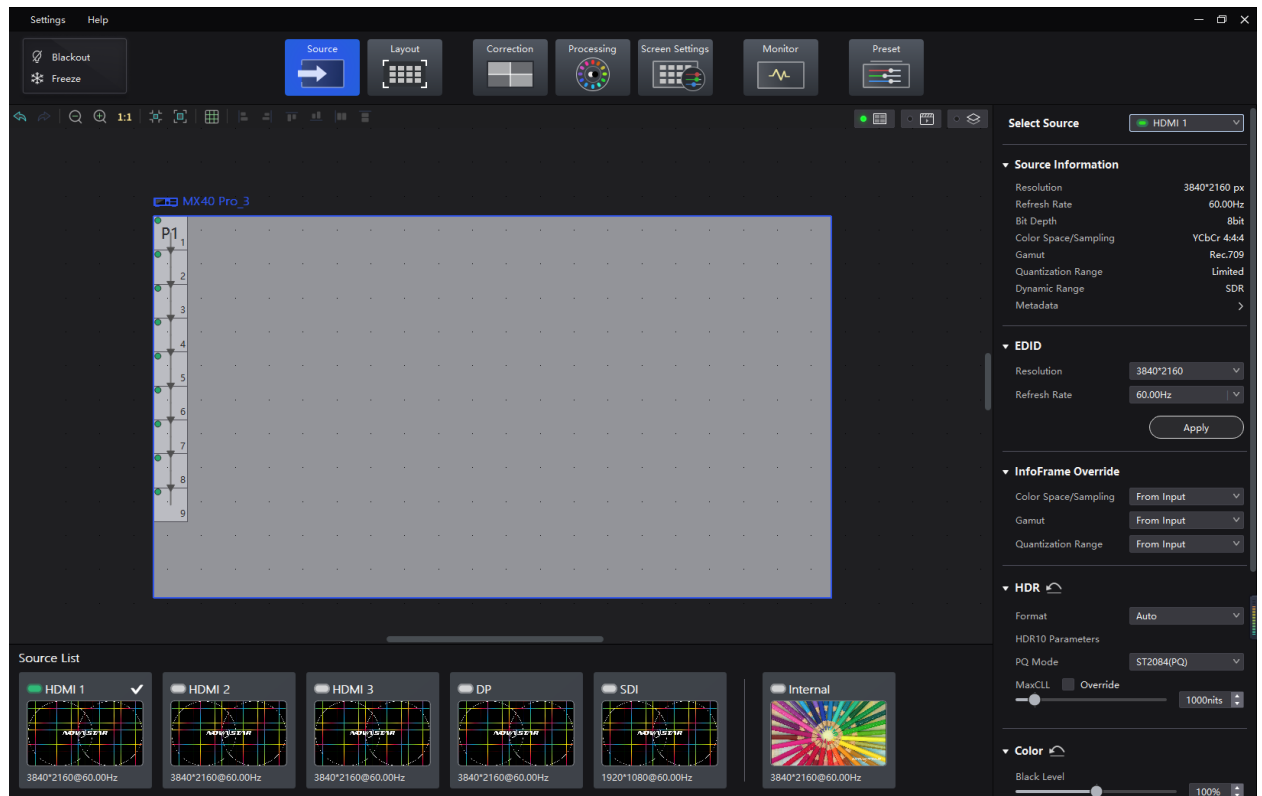 Settings Help
Blackout
Freeze
Source
Layout
Correction
Processing
Screen Settings
Monitor
Preset
1:1
MX40 Pro_3
P1
1
2
3
4
5
6
7
8
9
Select Source HDMI 1
Source Information
Resolution 3840*2160 px
Refresh Rate 60.00Hz
Bit Depth 8bit
Color Space/Sampling YCbCr 4:4:4
Gamut Rec.709
Quantization Range Limited
Dynamic Range SDR
Metadata
EDID
Resolution 3840*2160
Refresh Rate 60.00Hz
Apply
InfoFrame Override
Color Space/Sampling From Input
Gamut From Input
Quantization Range From Input
HDR
Format Auto
HDR10 Parameters
PQ Mode ST2084(PQ)
MaxCLL Override
1000nits
Color
Black Level
100%
Source List
HDMI 1
NOVASTAR
3840*2160@60.00Hz
HDMI 2
NOVASTAR
3840*2160@60.00Hz
HDMI 3
NOVASTAR
3840*2160@60.00Hz
DP
NOVASTAR
3840*2160@60.00Hz
SDI
NOVASTAR
1920*1080@60.00Hz
Internal
3840*2160@60.00Hz